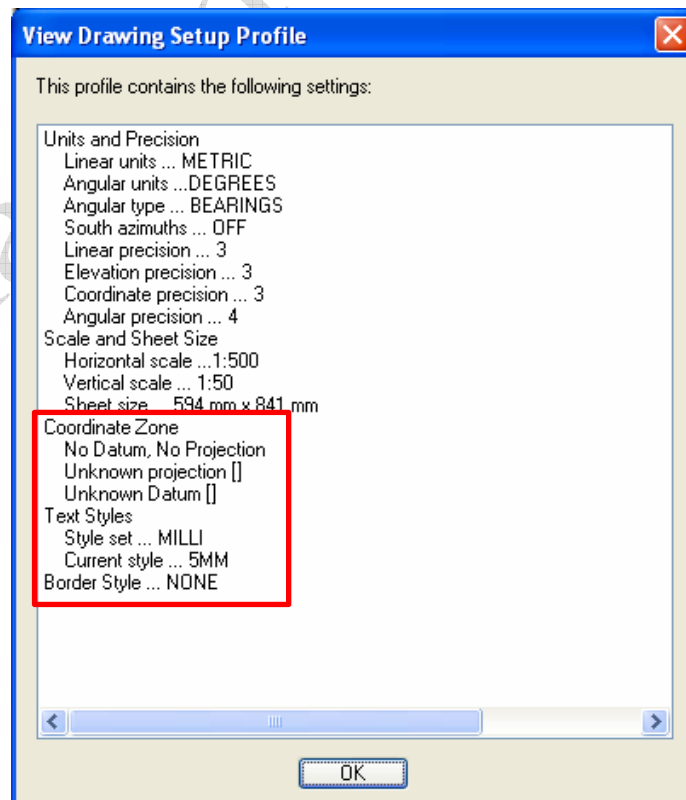 View Drawing Setup Profile
This profile contains the following settings:
Units and Precision
Linear units ... METRIC
Angular units ...DEGREES
Angular type ... BEARINGS
South azimuths ... OFF
Linear precision ... 3
Elevation precision ... 3
Coordinate precision ... 3
Angular precision ... 4
Scale and Sheet Size
Horizontal scale ...1:500
Vertical scale ... 1:50
Sheet size ... 594 mm x 841 mm
Coordinate Zone
No Datum, No Projection
Unknown projection []
Unknown Datum []
Text Styles
Style set ... MILLI
Current style ... 5MM
Border Style ... NONE
OK